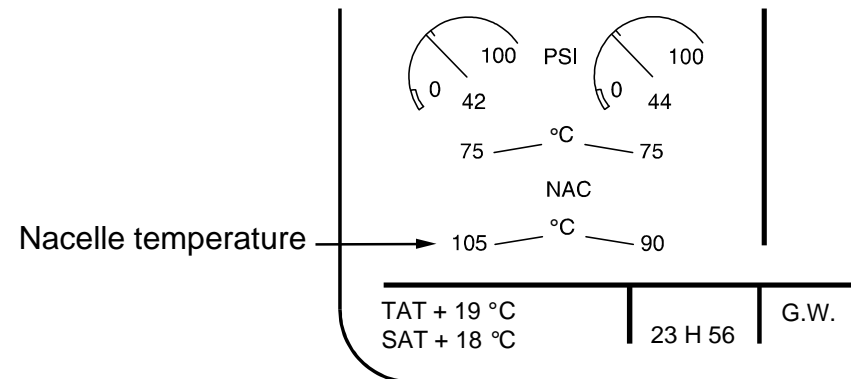 100 PSI 100
0 0
42 44
°C
75 75
NAC
°C
Nacelle temperature 105 90
TAT + 19 °C
G.W.
SAT + 18 °C 23 H 56